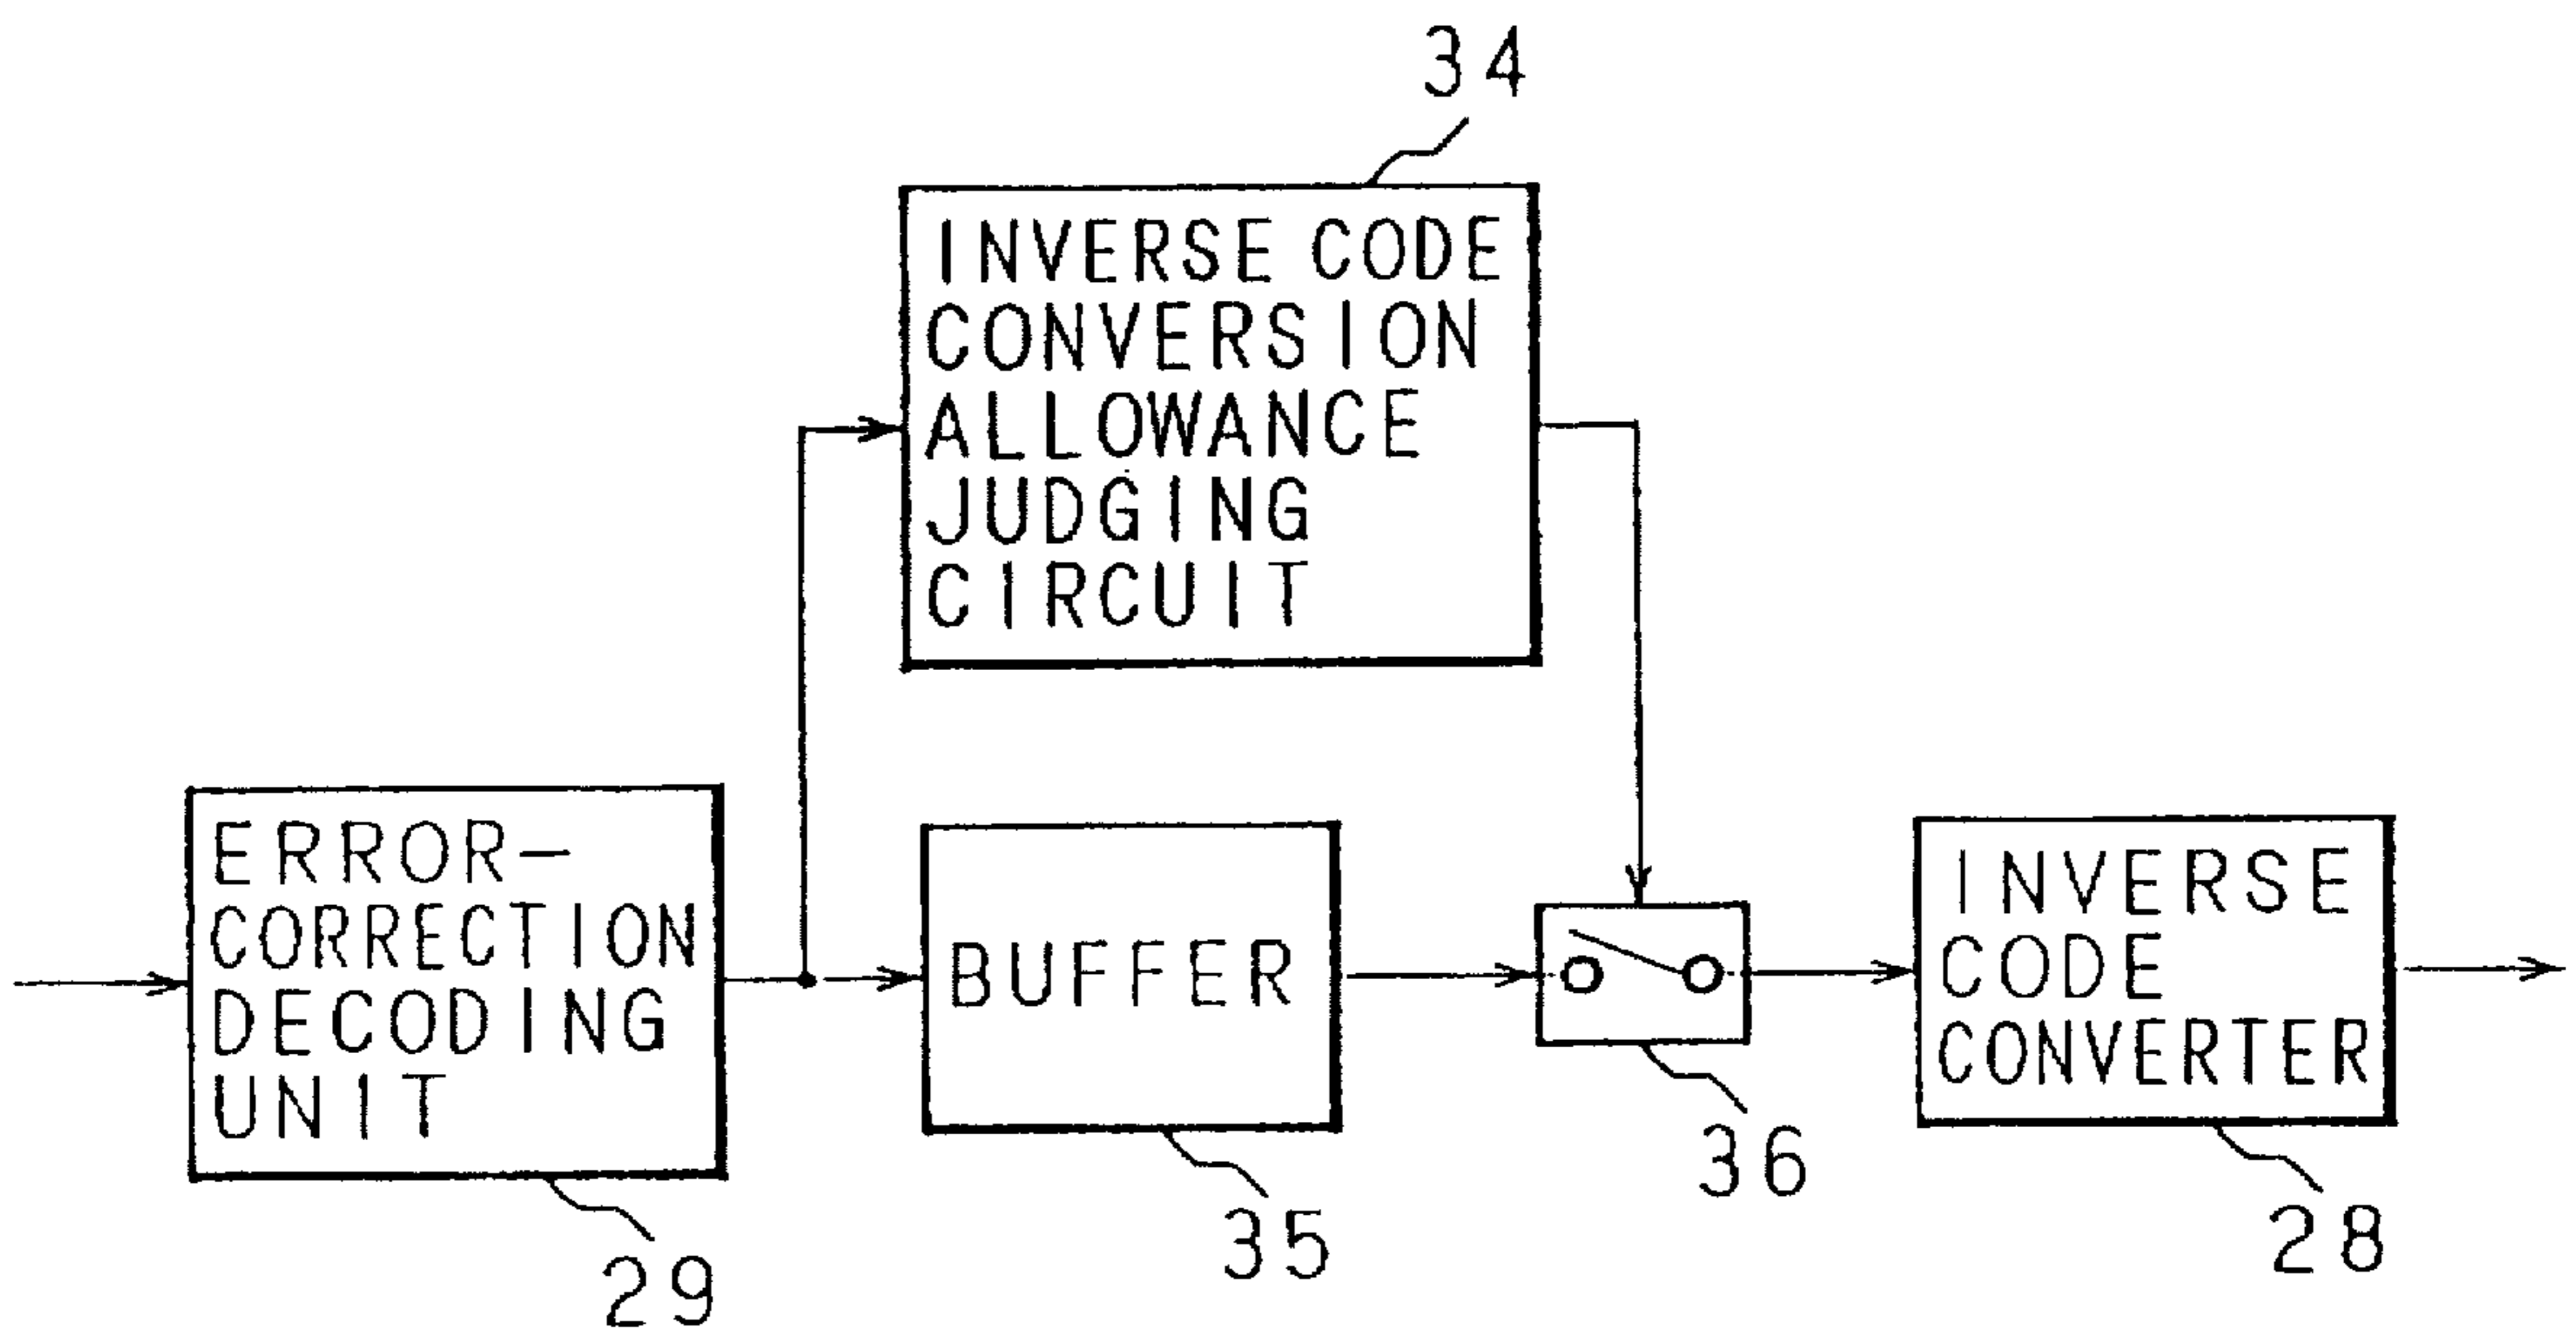 34
INVERSE CODE
CONVERSION
ALLOWANCE
JUDGING
CIRCUIT
ERROR-
CORRECTION
DECODING
UNIT
29
BUFFER
35
36
INVERSE
CODE
CONVERTER
28